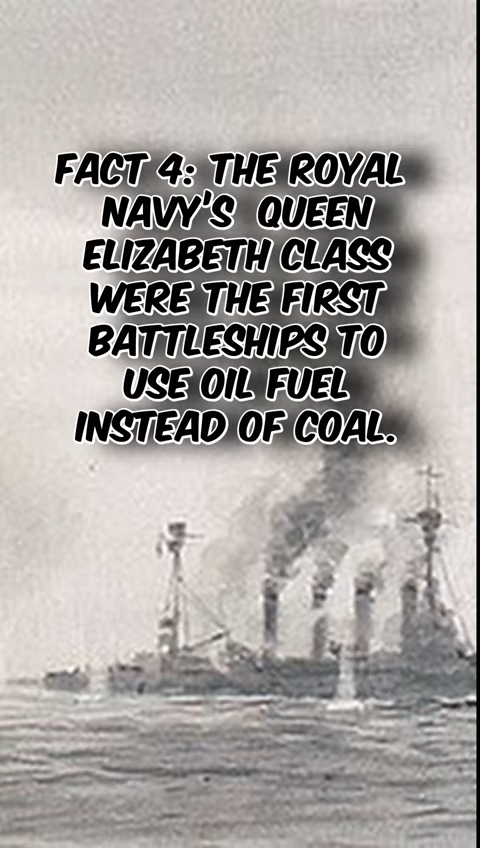 FACT 4: THE ROYAL
NAVY'S QUEEN
ELIZABETH CLASS
WERE THE FIRST
BATTLESHIPS TO
USE OIL FUEL
INSTEAD OF COAL.